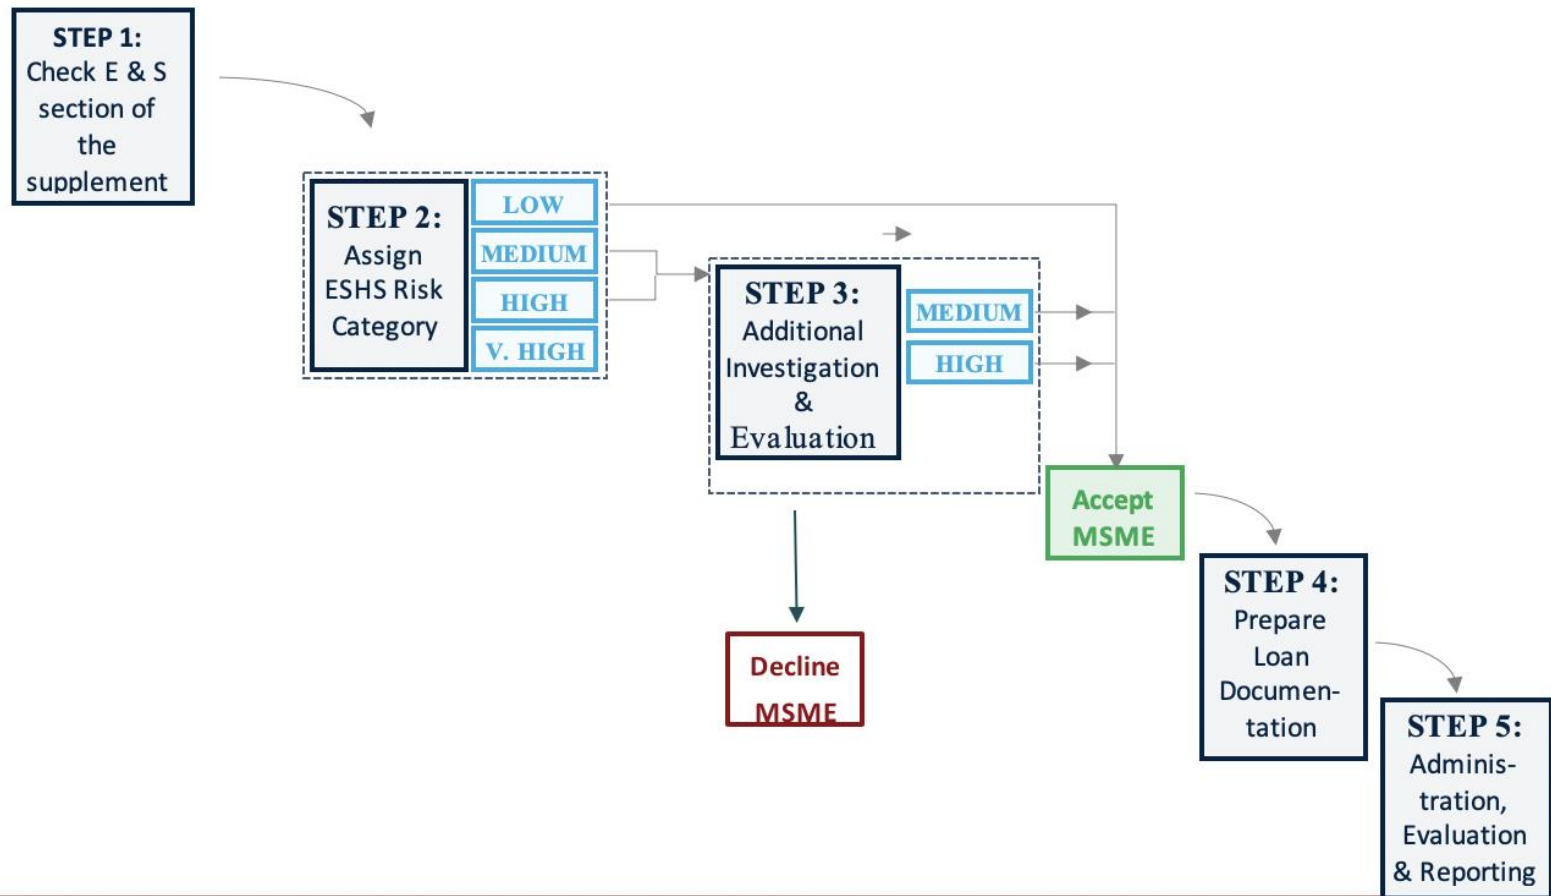 STEP 1:
Check E & S
section of
the
supplement
STEP 2:
Assign
ESHS Risk
Category
LOW
MEDIUM
HIGH
V. HIGH
STEP 3:
Additional
Investigation
&
Evaluation
MEDIUM
HIGH
Accept
MSME
Decline
MSME
STEP 4:
Prepare
Loan
Documen-
tation
STEP 5:
Adminis-
tration,
Evaluation
& Reporting